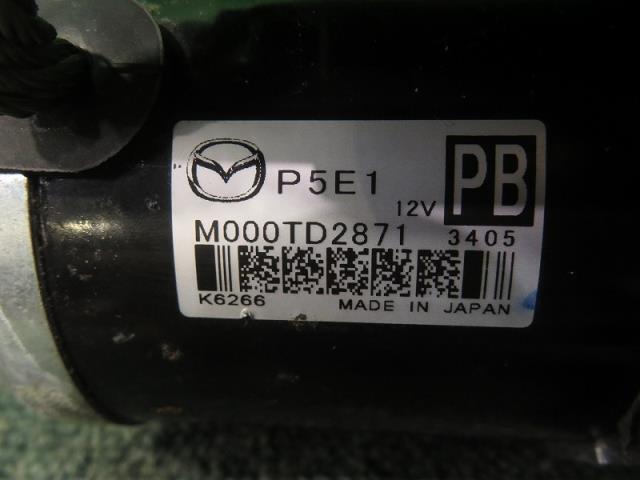 P5E1
12V
PB
M000TD2871
3405
K6266
MADE IN JAPAN